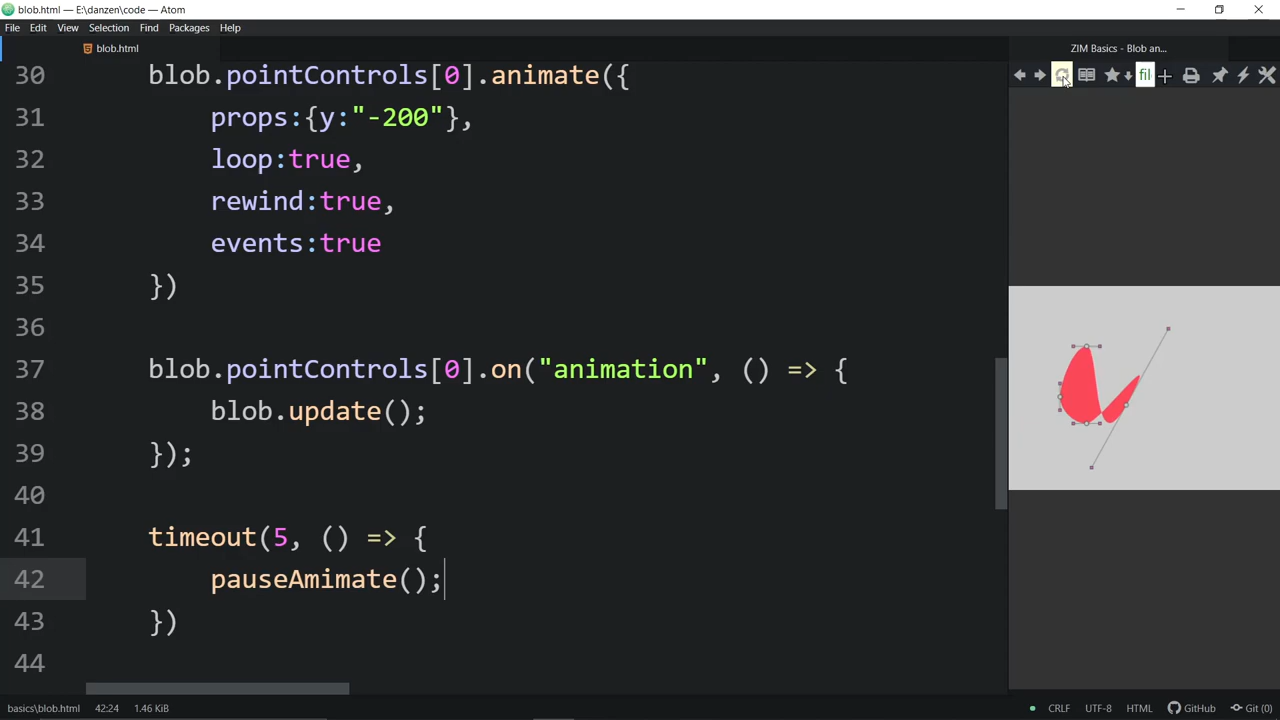 blob.html — E:\danzen\code — Atom
File Edit View Selection Find Packages Help
blob.html
ZIM Basics - Blob an...
fil
30 blob.pointControls[0].animate({
31 props:{y:"-200"},
32 loop:true,
33 rewind:true,
34 events:true
35 })
36
37 blob.pointControls[0].on("animation", () => {
38 blob.update();
39 });
40
41 timeout(5, () => {
42 pauseAmimate();
43 })
44
basics\blob.html 42:24 1.46 KiB CRLF UTF-8 HTML GitHub Git (0)